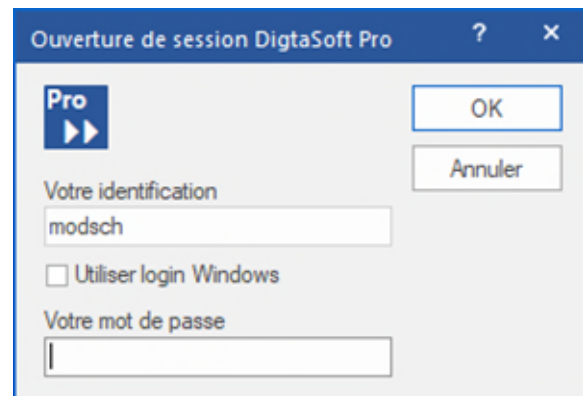 Ouverture de session DigtaSoft Pro ? ×
Pro
OK
Annuler
Votre identification
modsch
Utiliser login Windows
Votre mot de passe